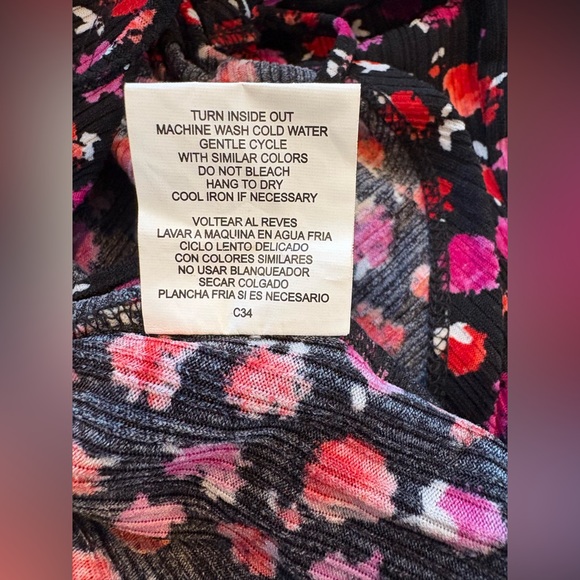 TURN INSIDE OUT
MACHINE WASH COLD WATER
GENTLE CYCLE
WITH SIMILAR COLORS
DO NOT BLEACH
HANG TO DRY
COOL IRON IF NECESSARY
VOLTEAR AL REVES
LAVAR A MAQUINA EN AGUA FRIA
CICLO LENTO DELICADO
CON COLORES SIMILARES
NO USAR BLANQUEADOR
SECAR COLGADO
PLANCHA FRIA SI ES NECESARIO
C34